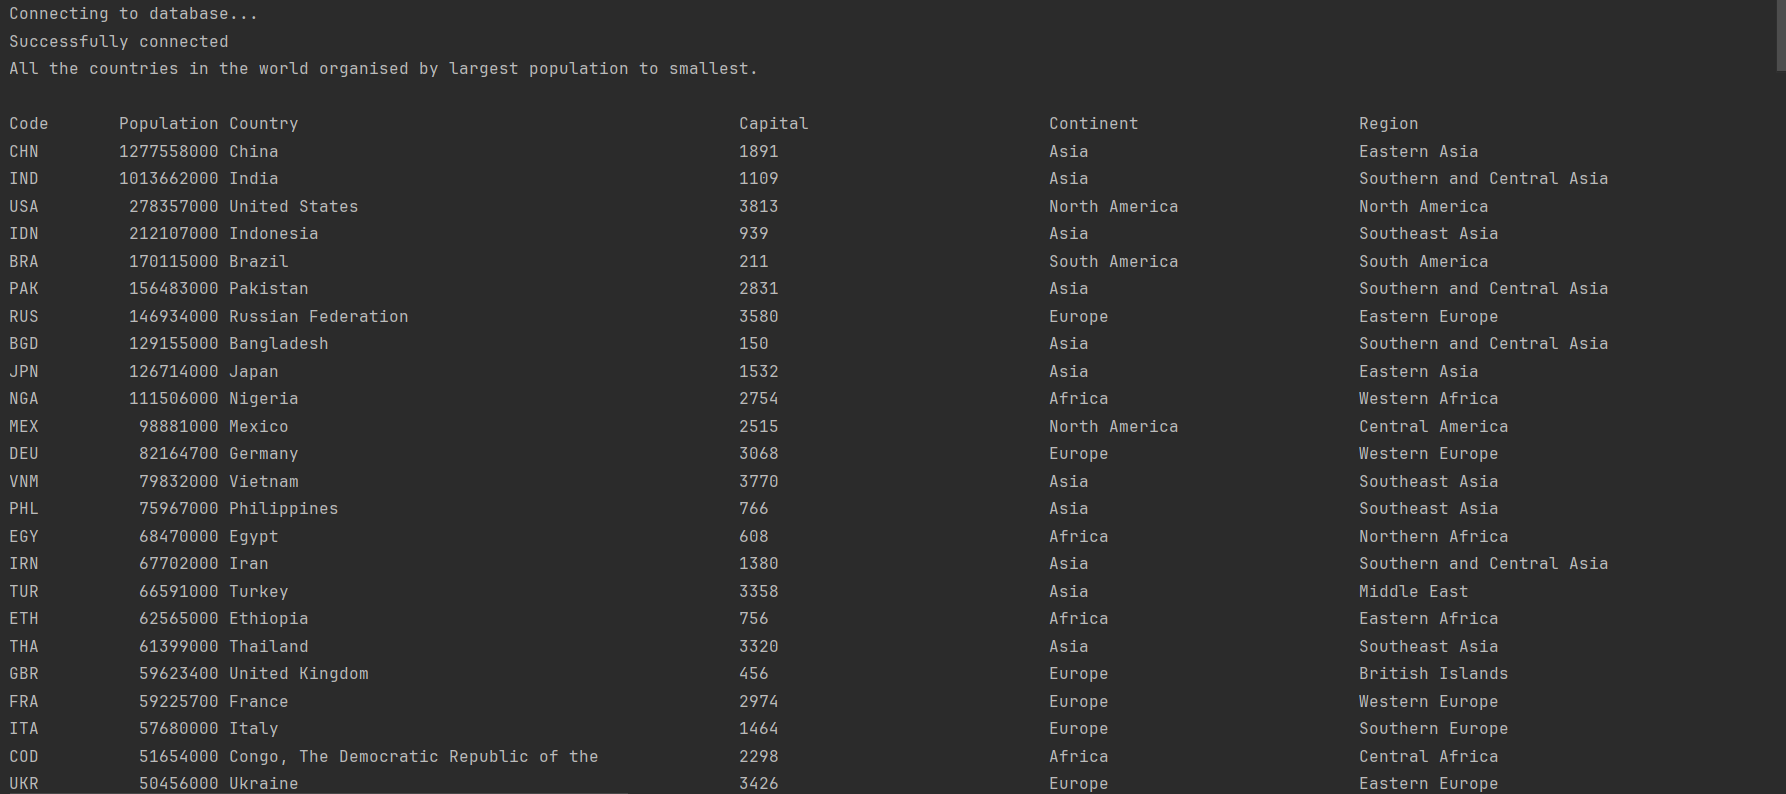 Connecting to database...
Successfully connected
All the countries in the world organised by largest population to smallest.
Code Population Country Capital Continent Region
CHN 1277558000 China 1891 Asia Eastern Asia
IND 1013662000 India 1109 Asia Southern and Central Asia
USA 278357000 United States 3813 North America North America
IDN 212107000 Indonesia 939 Asia Southeast Asia
BRA 170115000 Brazil 211 South America South America
PAK 156483000 Pakistan 2831 Asia Southern and Central Asia
RUS 146934000 Russian Federation 3580 Europe Eastern Europe
BGD 129155000 Bangladesh 150 Asia Southern and Central Asia
JPN 126714000 Japan 1532 Asia Eastern Asia
NGA 111506000 Nigeria 2754 Africa Western Africa
MEX 98881000 Mexico 2515 North America Central America
DEU 82164700 Germany 3068 Europe Western Europe
VNM 79832000 Vietnam 3770 Asia Southeast Asia
PHL 75967000 Philippines 766 Asia Southeast Asia
EGY 68470000 Egypt 608 Africa Northern Africa
IRN 67702000 Iran 1380 Asia Southern and Central Asia
TUR 66591000 Turkey 3358 Asia Middle East
ETH 62565000 Ethiopia 756 Africa Eastern Africa
THA 61399000 Thailand 3320 Asia Southeast Asia
GBR 59623400 United Kingdom 456 Europe British Islands
FRA 59225700 France 2974 Europe Western Europe
ITA 57680000 Italy 1464 Europe Southern Europe
COD 51654000 Congo, The Democratic Republic of the 2298 Africa Central Africa
UKR 50456000 Ukraine 3426 Europe Eastern Europe